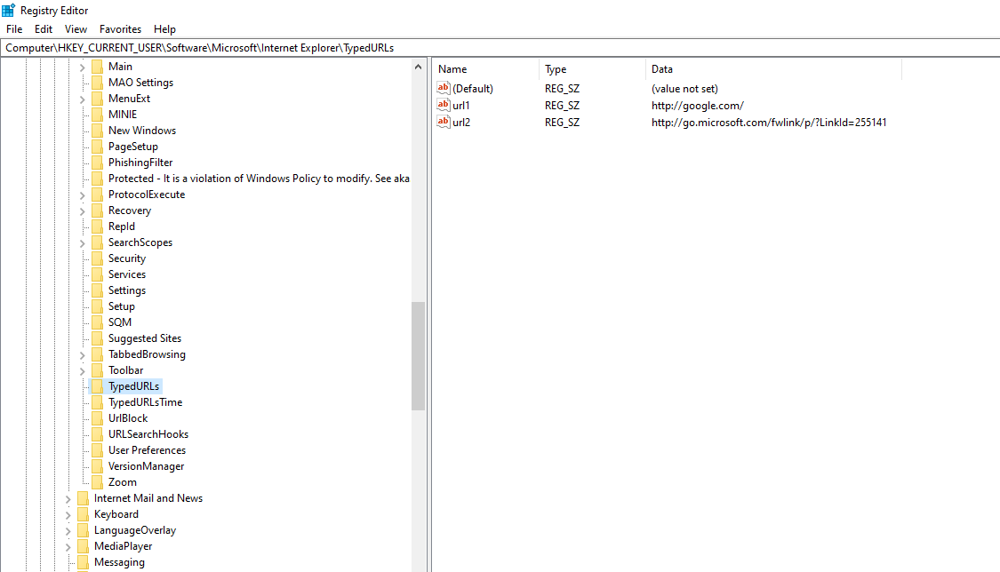 Registry Editor
File Edit View Favorites Help
Computer\HKEY_CURRENT_USER\Software\Microsoft\Internet Explorer\TypedURLs
Main
MAO Settings
MenuExt
MINIE
New Windows
PageSetup
PhishingFilter
Protected - It is a violation of Windows Policy to modify. See aka
ProtocolExecute
Recovery
RepId
SearchScopes
Security
Services
Settings
Setup
SQM
Suggested Sites
TabbedBrowsing
Toolbar
TypedURLs
TypedURLsTime
UrlBlock
URLSearchHooks
User Preferences
VersionManager
Zoom
Internet Mail and News
Keyboard
LanguageOverlay
MediaPlayer
Messaging
Name Type Data
ab (Default) REG_SZ (value not set)
ab url1 REG_SZ http://google.com/
ab url2 REG_SZ http://go.microsoft.com/fwlink/p/?LinkId=255141